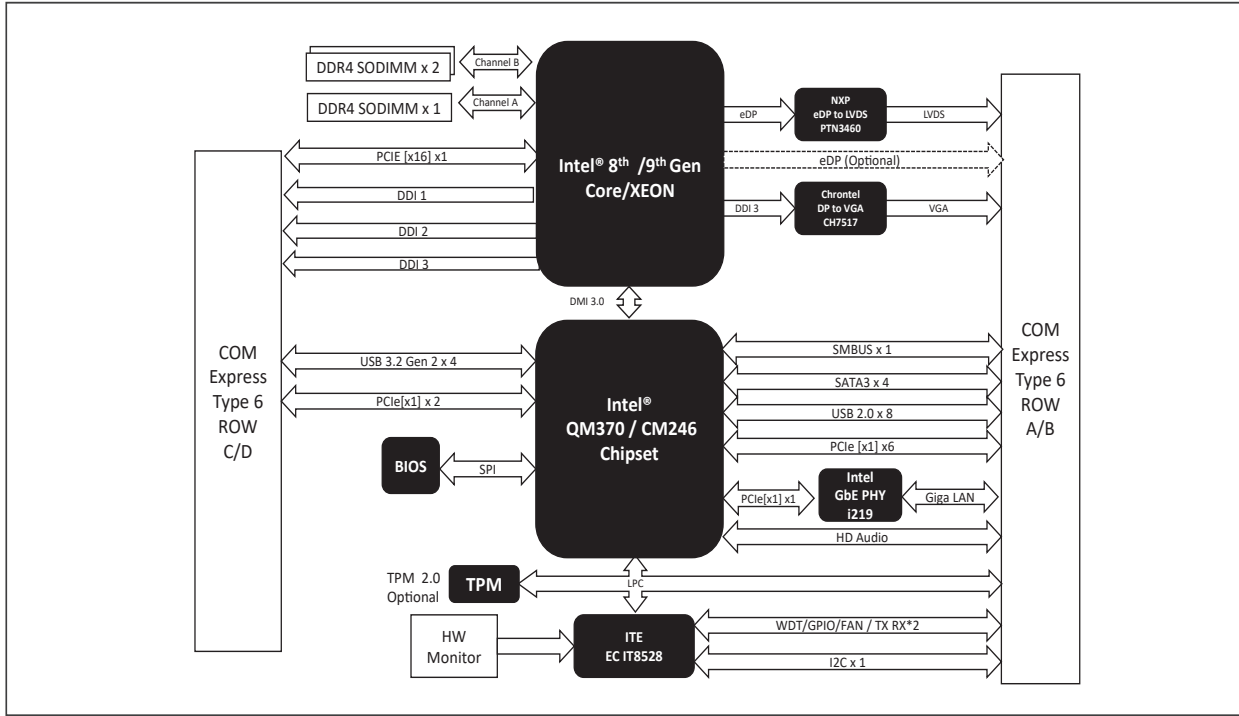 DDR4 SODIMM x 2
Channel B
DDR4 SODIMM x 1
Channel A
PCIE [x16] x1
DDI 1
DDI 2
DDI 3
Intel® 8th /9th Gen
Core/XEON
eDP
NXP
eDP to LVDS
PTN3460
LVDS
eDP (Optional)
DDI 3
Chrontel
DP to VGA
CH7517
VGA
DMI 3.0
COM
Express
Type 6
ROW
C/D
USB 3.2 Gen 2 x 4
PCIe[x1] x 2
BIOS
SPI
Intel®
QM370 / CM246
Chipset
SMBUS x 1
SATA3 x 4
USB 2.0 x 8
PCIe [x1] x6
PCIe[x1] x1
Intel
GbE PHY
i219
Giga LAN
HD Audio
COM
Express
Type 6
ROW
A/B
TPM 2.0
Optional
TPM
LPC
HW
Monitor
ITE
EC IT8528
WDT/GPIO/FAN / TX RX*2
I2C x 1